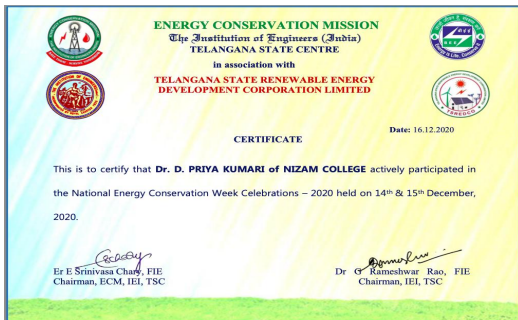 ENERGY CONSERVATION MISSION
The Institution of Engineers (India)
TELANGANA STATE CENTRE
in association with
TELANGANA STATE RENEWABLE ENERGY
DEVELOPMENT CORPORATION LIMITED
TSREDCO
Date: 16.12.2020
CERTIFICATE
This is to certify that Dr. D. PRIYA KUMARI of NIZAM COLLEGE actively participated in
the National Energy Conservation Week Celebrations – 2020 held on 14th & 15th December,
2020.
Er E Srinivasa Chary, FIE
Chairman, ECM, IEI, TSC
Dr G Rameshwar Rao, FIE
Chairman, IEI, TSC